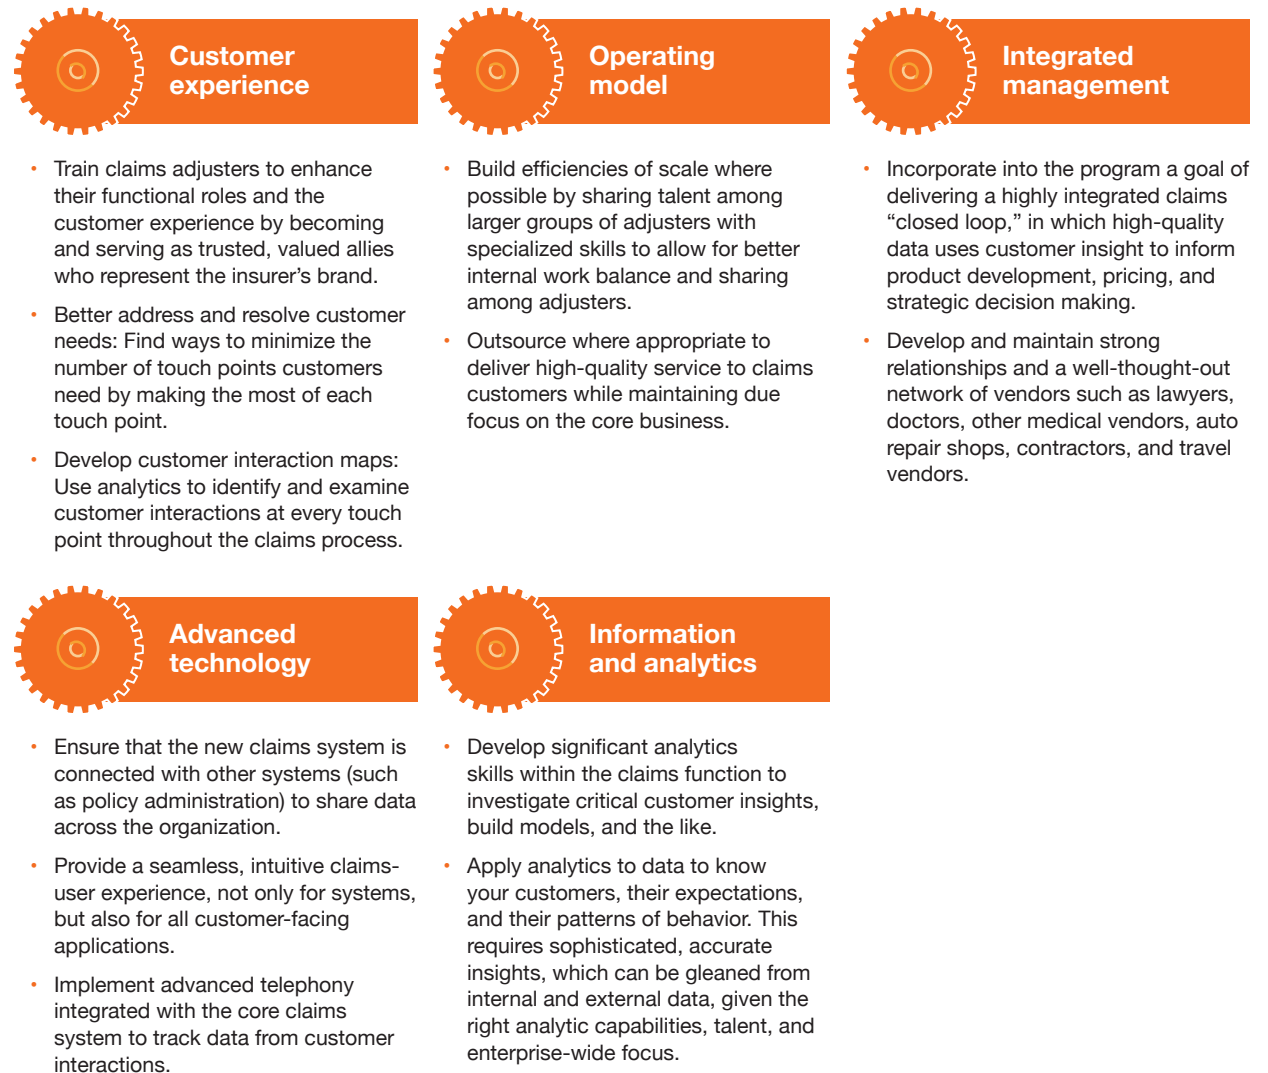 Customer
experience
• Train claims adjusters to enhance
their functional roles and the
customer experience by becoming
and serving as trusted, valued allies
who represent the insurer’s brand.
• Better address and resolve customer
needs: Find ways to minimize the
number of touch points customers
need by making the most of each
touch point.
• Develop customer interaction maps:
Use analytics to identify and examine
customer interactions at every touch
point throughout the claims process.
Operating
model
• Build efficiencies of scale where
possible by sharing talent among
larger groups of adjusters with
specialized skills to allow for better
internal work balance and sharing
among adjusters.
• Outsource where appropriate to
deliver high-quality service to claims
customers while maintaining due
focus on the core business.
Integrated
management
• Incorporate into the program a goal of
delivering a highly integrated claims
“closed loop,” in which high-quality
data uses customer insight to inform
product development, pricing, and
strategic decision making.
• Develop and maintain strong
relationships and a well-thought-out
network of vendors such as lawyers,
doctors, other medical vendors, auto
repair shops, contractors, and travel
vendors.
Advanced
technology
• Ensure that the new claims system is
connected with other systems (such
as policy administration) to share data
across the organization.
• Provide a seamless, intuitive claims-
user experience, not only for systems,
but also for all customer-facing
applications.
• Implement advanced telephony
integrated with the core claims
system to track data from customer
interactions.
Information
and analytics
• Develop significant analytics
skills within the claims function to
investigate critical customer insights,
build models, and the like.
• Apply analytics to data to know
your customers, their expectations,
and their patterns of behavior. This
requires sophisticated, accurate
insights, which can be gleaned from
internal and external data, given the
right analytic capabilities, talent, and
enterprise-wide focus.